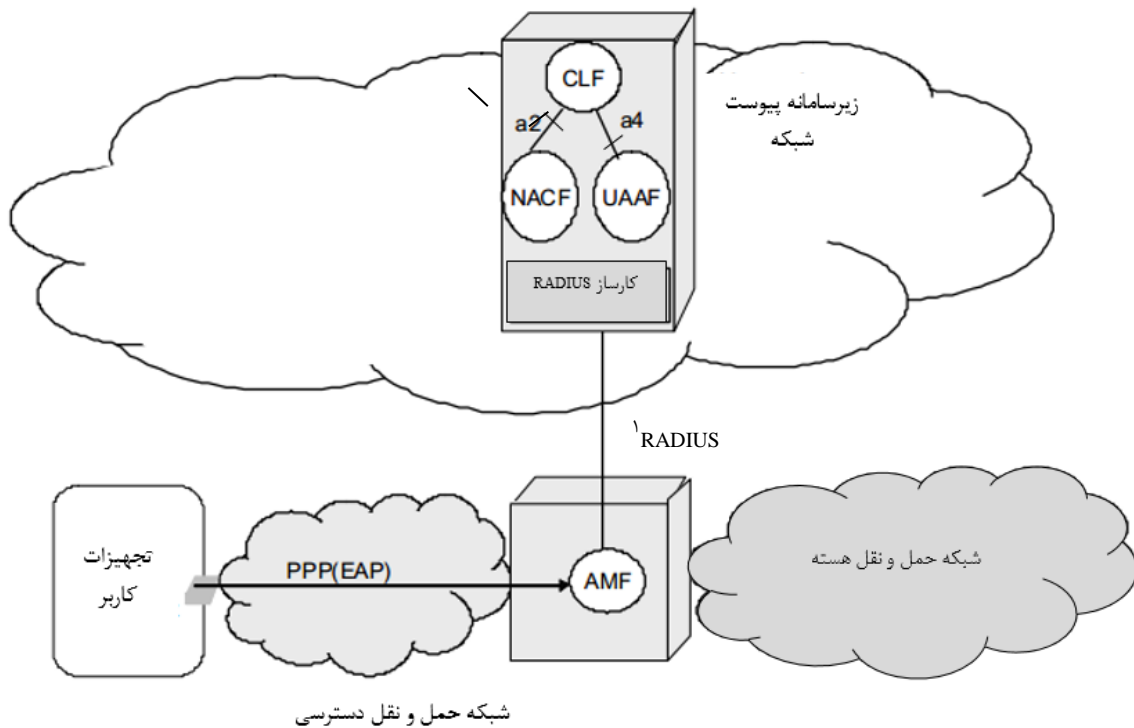 CLF
a2
a4
NACF
UAAF
کارساز RADIUS
زیرسامانه پیوست
شبکه
۱RADIUS
تجهیزات
کاربر
PPP(EAP)
AMF
شبکه حمل و نقل هسته
شبکه حمل و نقل دسترسی